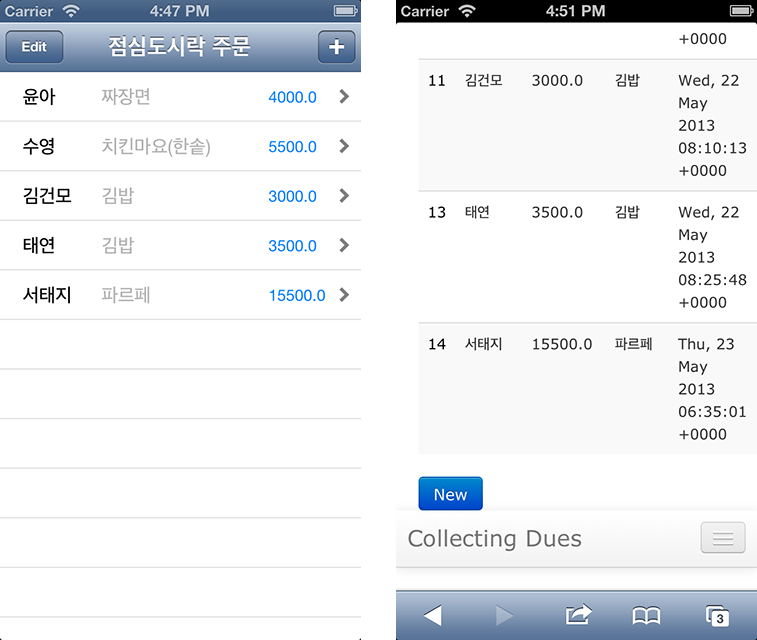 Carrier 4:47 PM
Edit 점심도시락 주문 +
윤아 짜장면 4000.0
수영 치킨마요(한솥) 5500.0
김건모 김밥 3000.0
태연 김밥 3500.0
서태지 파르페 15500.0
Carrier 4:51 PM
+0000
11 김건모 3000.0 김밥 Wed, 22
May
2013
08:10:13
+0000
13 태연 3500.0 김밥 Wed, 22
May
2013
08:25:48
+0000
14 서태지 15500.0 파르페 Thu, 23
May
2013
06:35:01
+0000
New
Collecting Dues
3